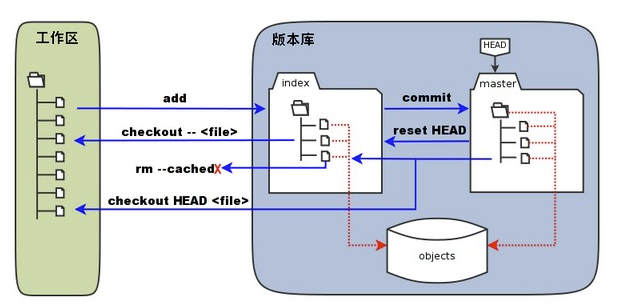 工作区
版本库
HEAD
index
master
add
commit
checkout -- <file>
reset HEAD
rm --cached
X
checkout HEAD <file>
objects